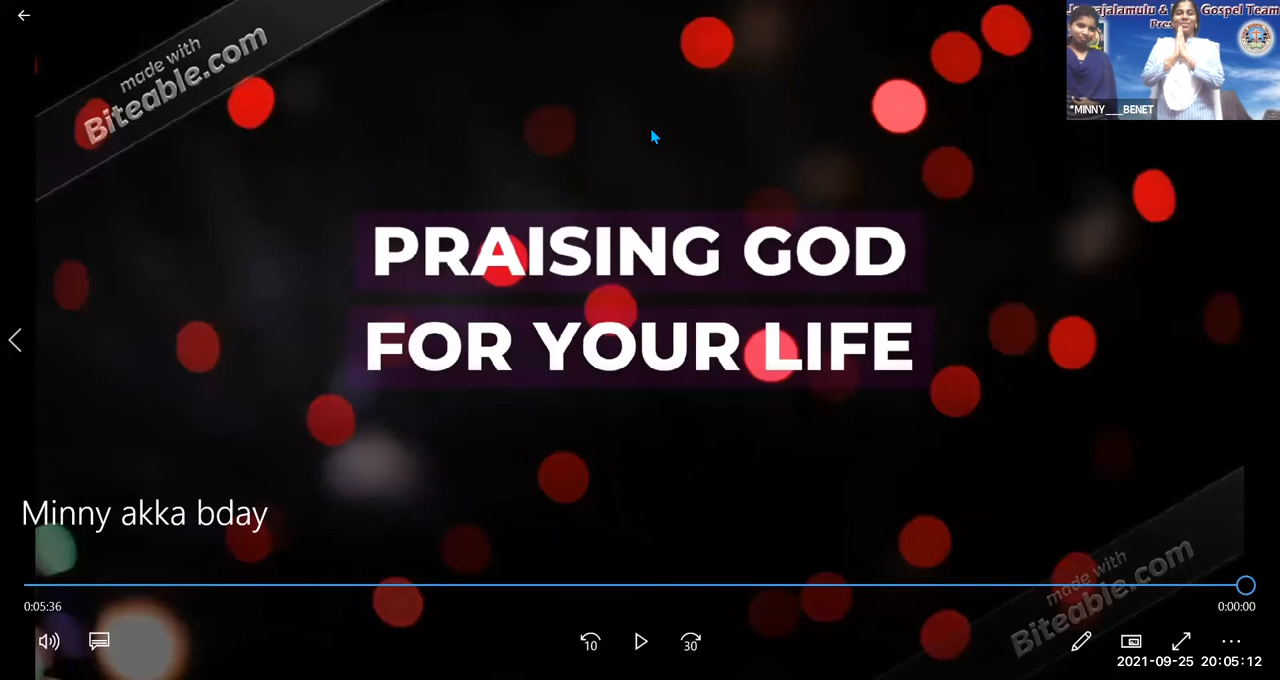 made with
Biteable.com
Gospel Team
*MINNY___BENET
PRAISING GOD
FOR YOUR LIFE
Minny akka bday
0:05:36
0:00:00
made with
Biteable.com
10
30
2021-09-25 20:05:12